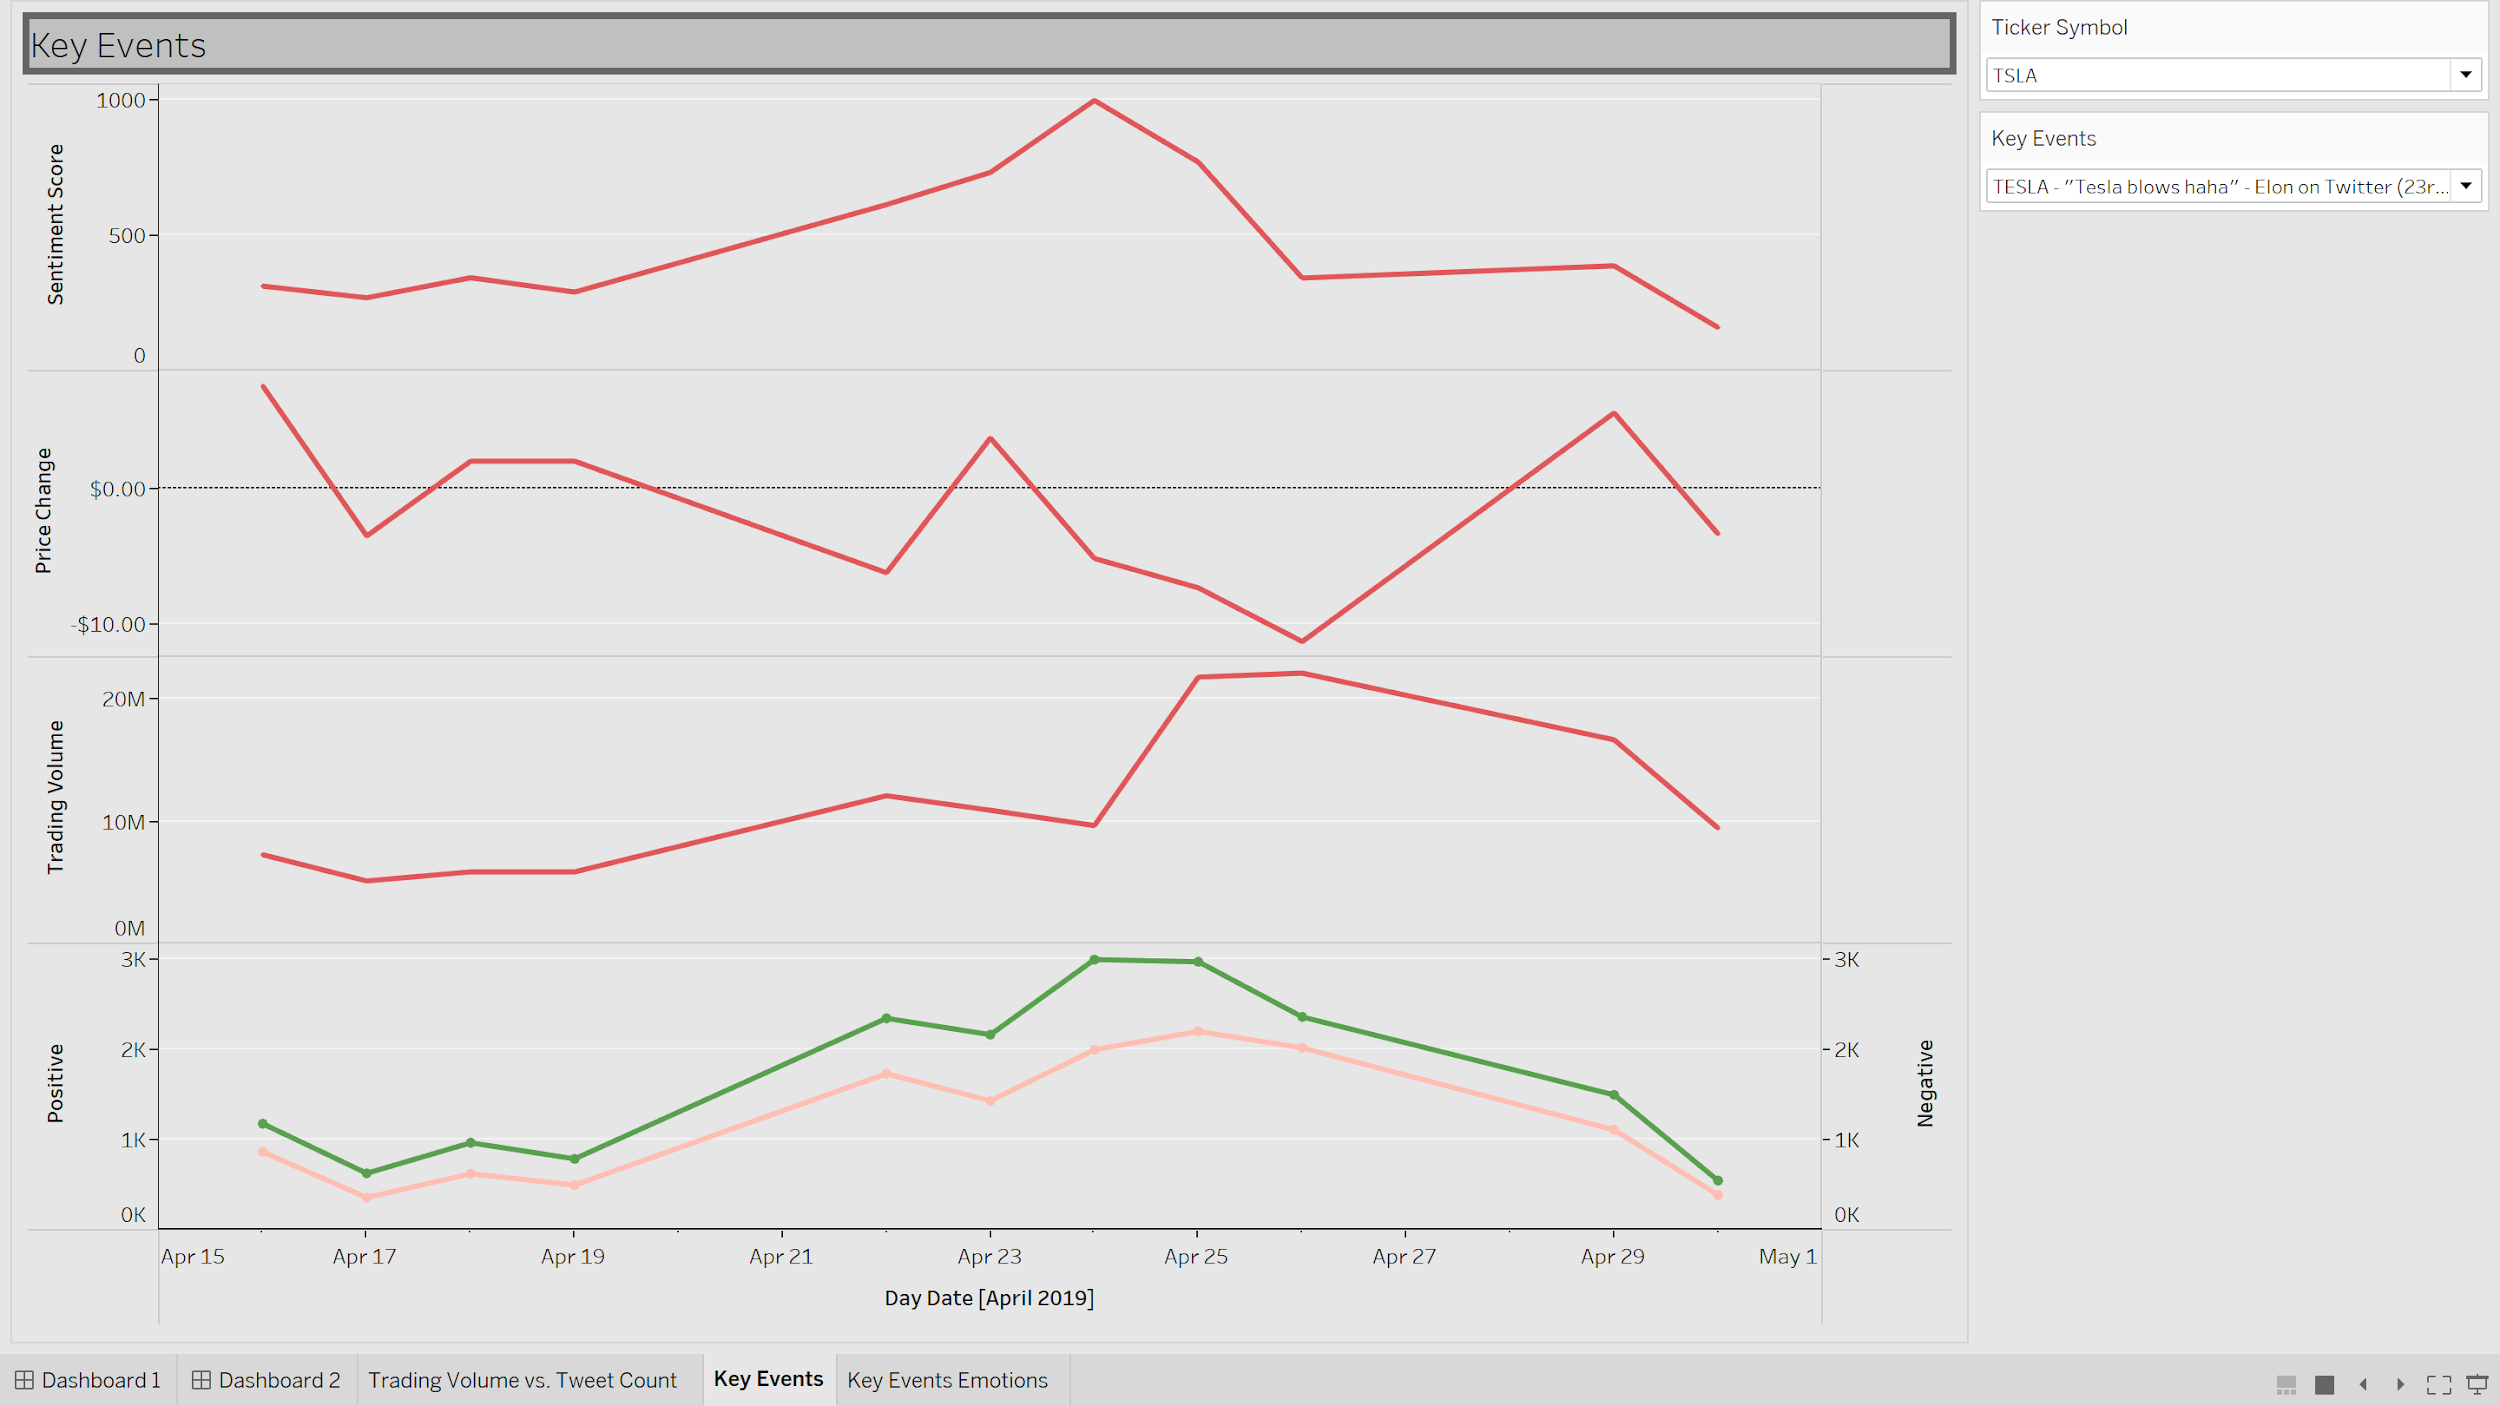 Key Events
Ticker Symbol
TSLA
Key Events
TESLA - "Tesla blows haha" - Elon on Twitter (23r...
Sentiment Score
1000
500
0
Price Change
$0.00
-$10.00
Trading Volume
20M
10M
0M
Positive
3K
2K
1K
0K
3K
2K
1K
0K
Negative
Apr 15 Apr 17 Apr 19 Apr 21 Apr 23 Apr 25 Apr 27 Apr 29 May 1
Day Date [April 2019]
Dashboard 1 Dashboard 2 Trading Volume vs. Tweet Count Key Events Key Events Emotions